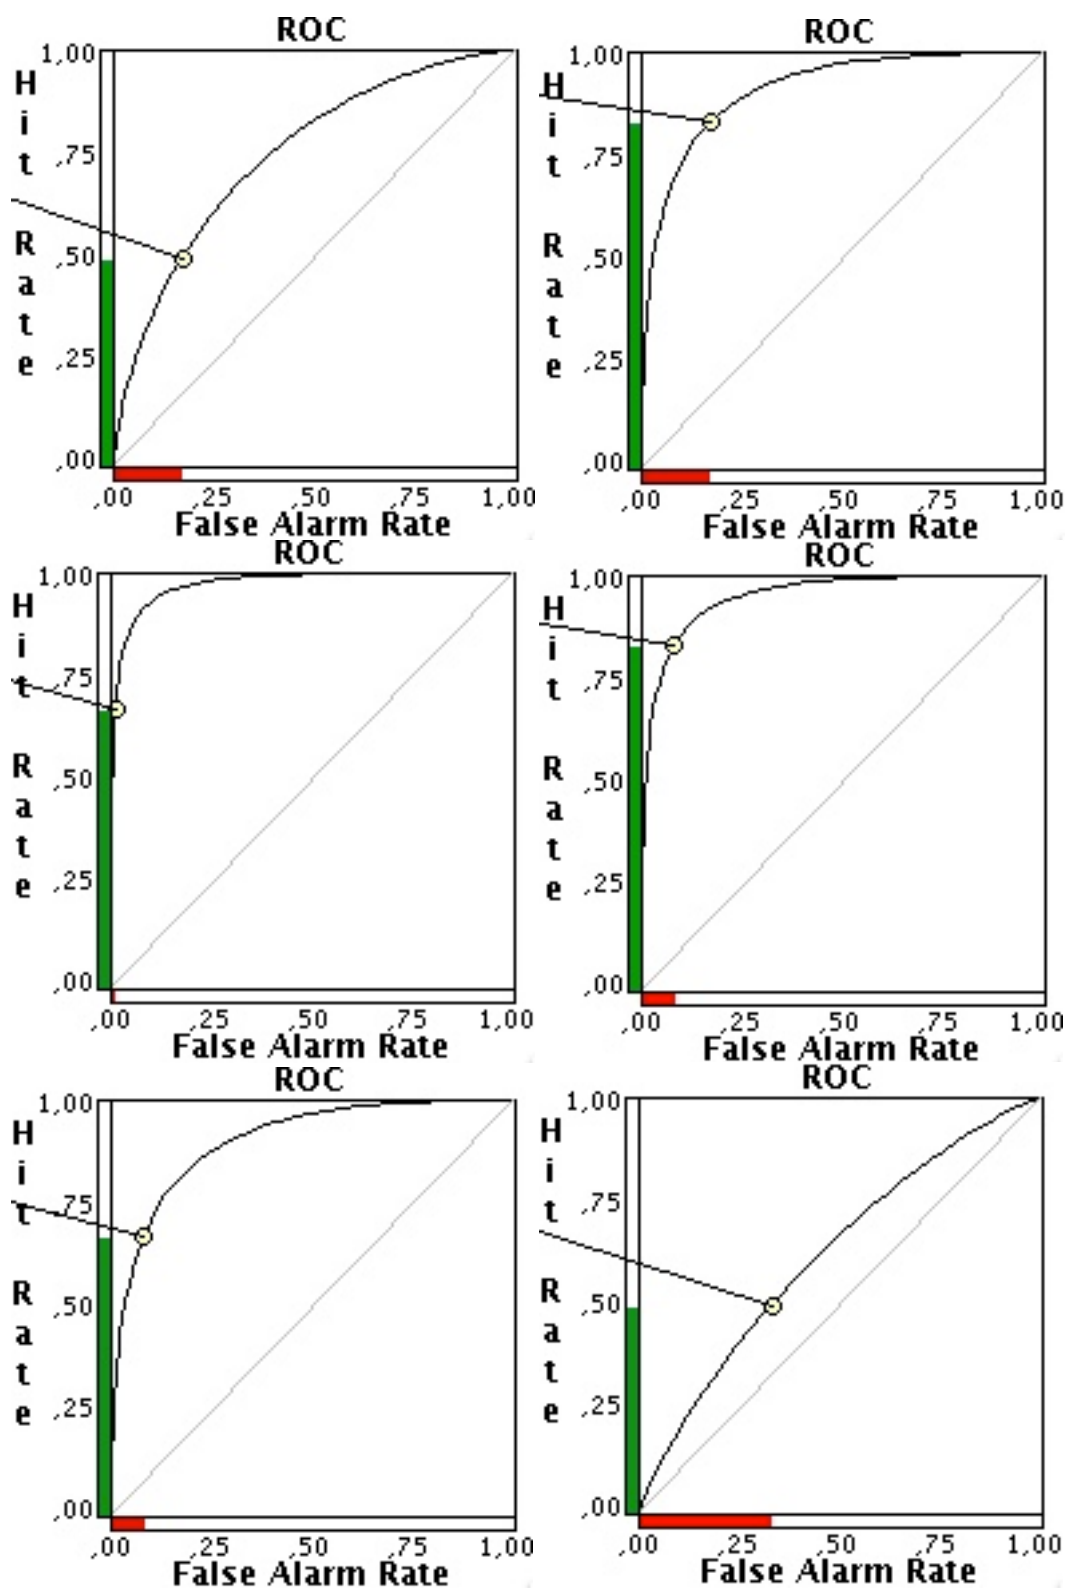 ROC
1,00
Hit Rate
,75
,50
,25
,00
,00 ,25 ,50 ,75 1,00
False Alarm Rate
ROC
1,00
Hit Rate
,75
,50
,25
,00
,00 ,25 ,50 ,75 1,00
False Alarm Rate
ROC
1,00
Hit Rate
,75
,50
,25
,00
,00 ,25 ,50 ,75 1,00
False Alarm Rate
ROC
1,00
Hit Rate
,75
,50
,25
,00
,00 ,25 ,50 ,75 1,00
False Alarm Rate
ROC
1,00
Hit Rate
,75
,50
,25
,00
,00 ,25 ,50 ,75 1,00
False Alarm Rate
ROC
1,00
Hit Rate
,75
,50
,25
,00
,00 ,25 ,50 ,75 1,00
False Alarm Rate